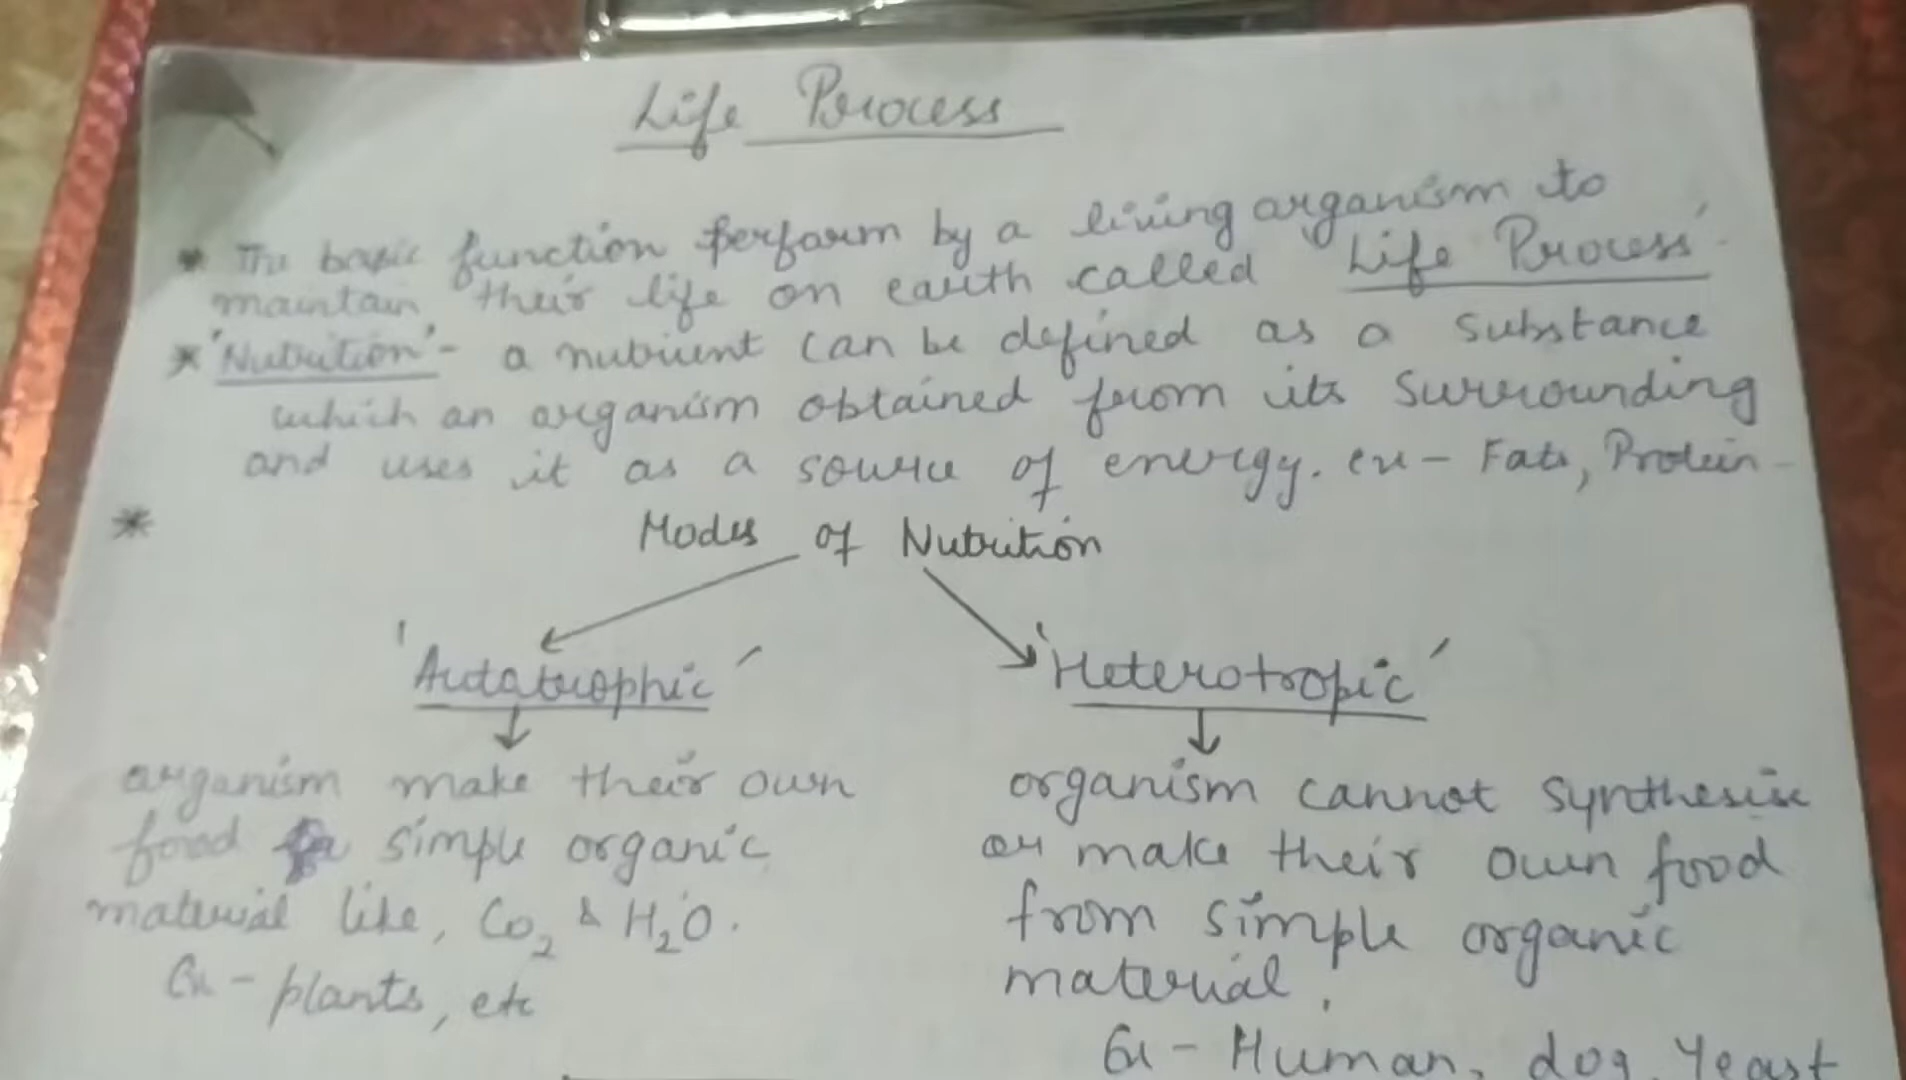 Life Process
* The basic function perform by a living organism to
maintain their life on earth called 'Life Process'
* 'Nutrition' - a nutrient can be defined as a substance
which an organism obtained from its surrounding
and uses it as a source of energy. ex - Fats, Protein -
* Modes of Nutrition
'Autatrophic' 'Heterotropic'
organism make their own
food simple organic
material like, Co2 & H2O.
Ex - plants, etc
organism cannot synthesise
or make their own food
from simple organic
material.
Ex - Human, dog, Yeast